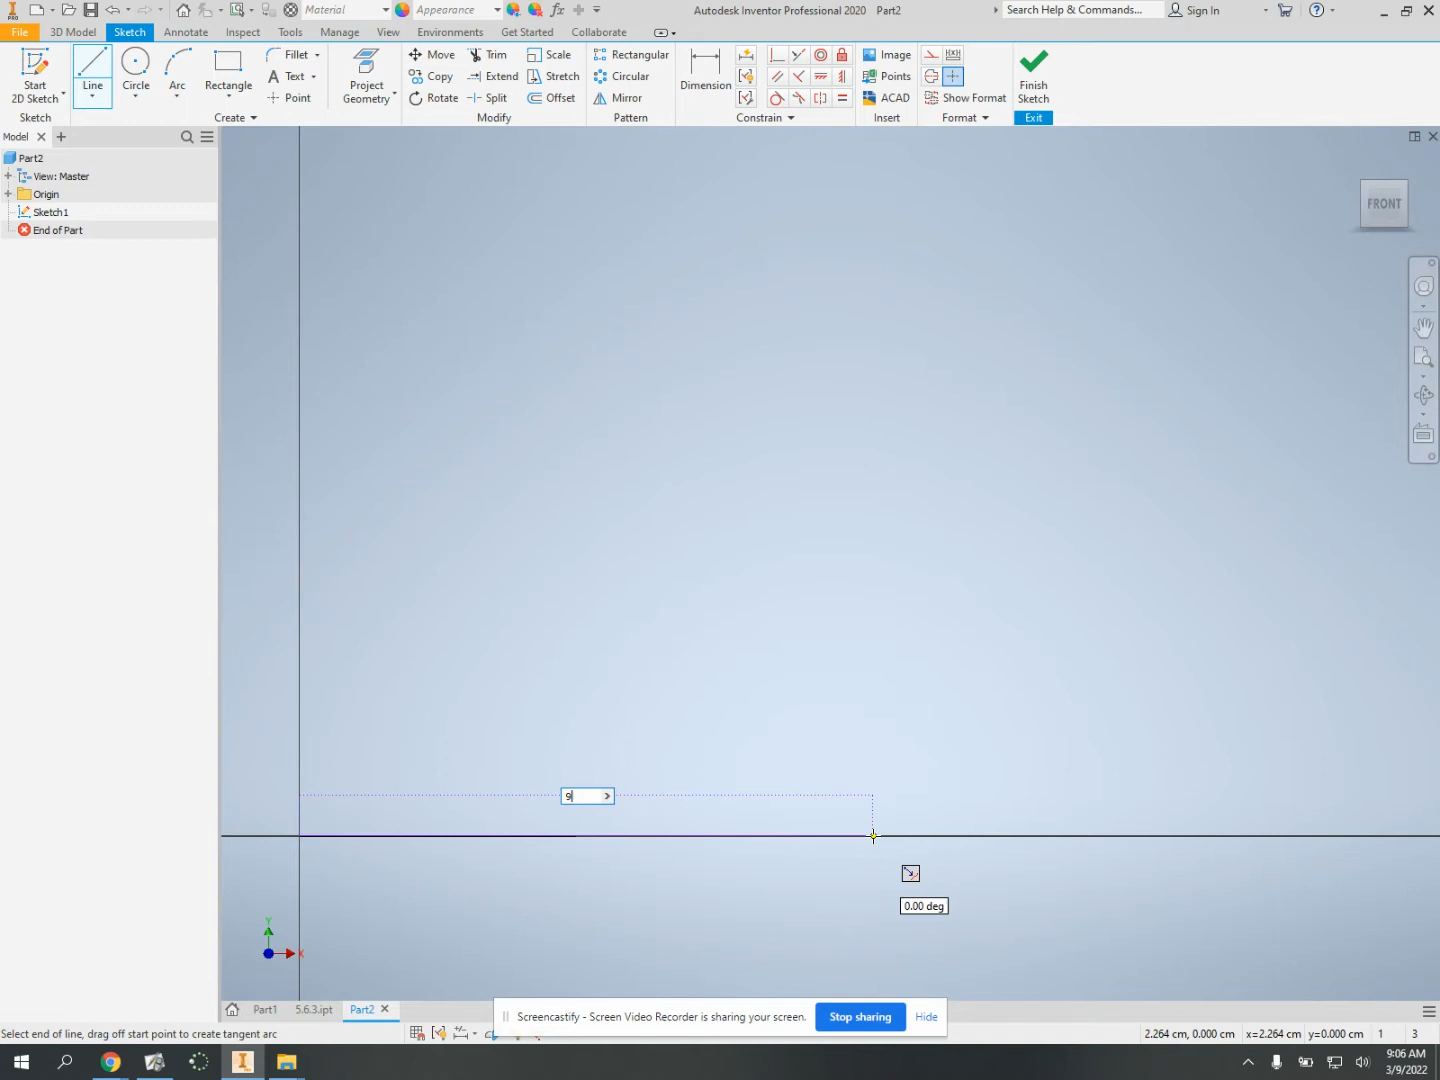 Material
Appearance
Autodesk Inventor Professional 2020 Part2
Search Help & Commands...
Sign In
PRO
File 3D Model Sketch Annotate Inspect Tools Manage View Environments Get Started Collaborate
Start
2D Sketch
Line
Circle
Arc
Rectangle
Fillet
Text
Point
Project
Geometry
Move
Copy
Rotate
Trim
Extend
Split
Scale
Stretch
Offset
Rectangular
Circular
Mirror
Dimension
Image
Points
ACAD
Show Format
Finish
Sketch
Sketch Create Modify Pattern Constrain Insert Format Exit
Model
Part2
View: Master
Origin
Sketch1
End of Part
FRONT
9
0.00 deg
Y
X
Part1 5.6.3.ipt Part2
Screencastify - Screen Video Recorder is sharing your screen. Stop sharing Hide
Select end of line, drag off start point to create tangent arc
2.264 cm, 0.000 cm x=2.264 cm y=0.000 cm 1 3
9:06 AM
3/9/2022